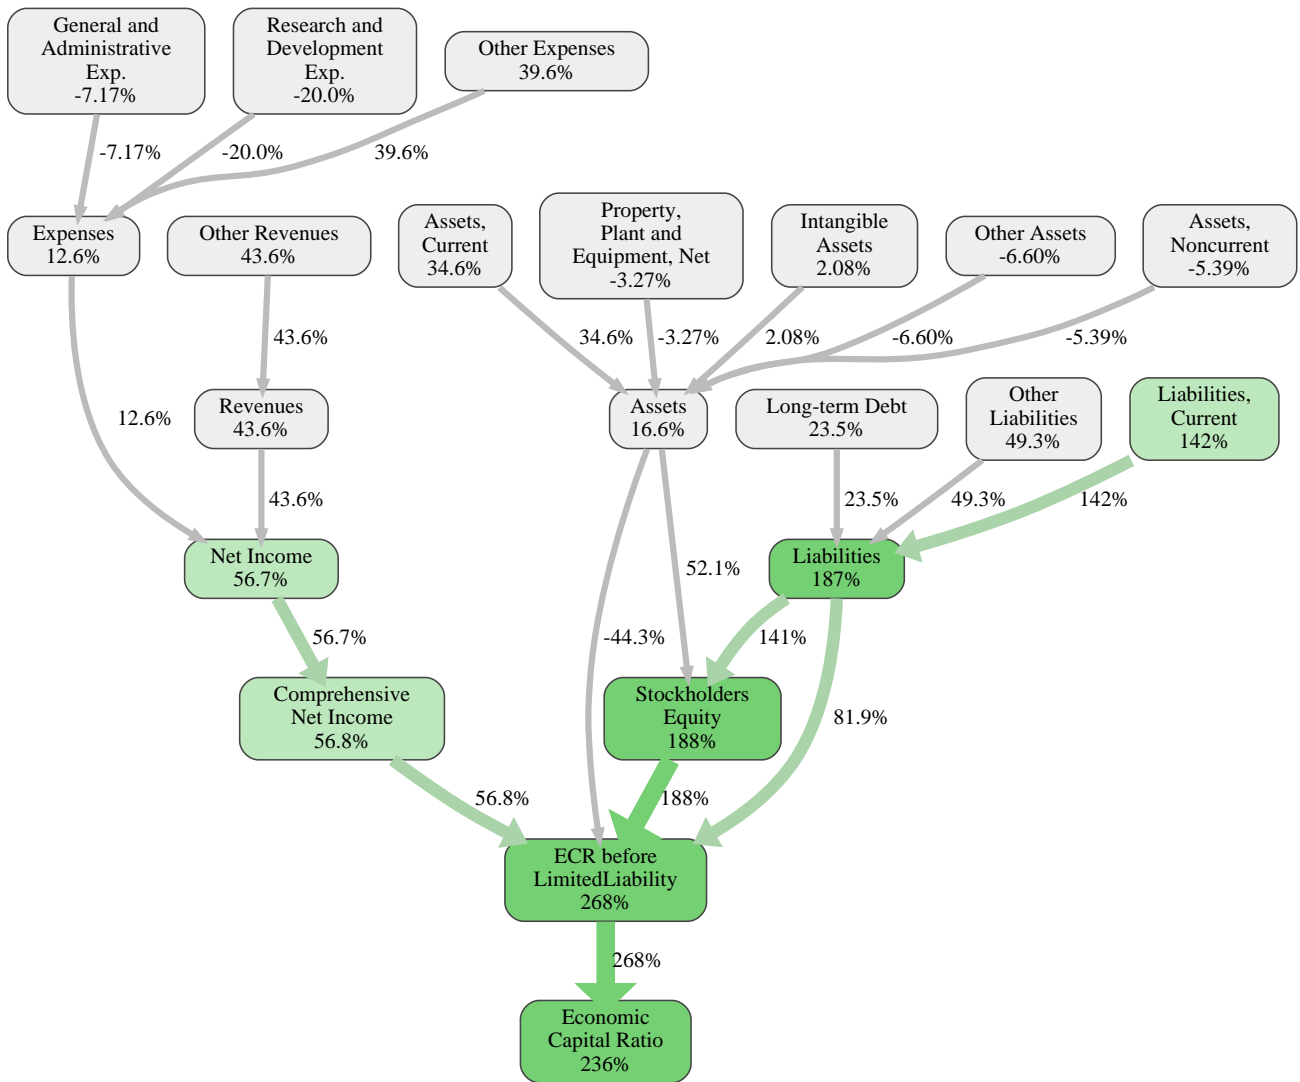 General and
Administrative
Exp.
-7.17%
Research and
Development
Exp.
-20.0%
Other Expenses
39.6%
-7.17%
-20.0%
39.6%
Expenses
12.6%
Other Revenues
43.6%
Assets,
Current
34.6%
Property,
Plant and
Equipment, Net
-3.27%
Intangible
Assets
2.08%
Other Assets
-6.60%
Assets,
Noncurrent
-5.39%
43.6%
34.6%
-3.27%
2.08%
-6.60%
-5.39%
12.6%
Revenues
43.6%
Assets
16.6%
Long-term Debt
23.5%
Other
Liabilities
49.3%
Liabilities,
Current
142%
43.6%
23.5%
49.3%
142%
Net Income
56.7%
52.1%
Liabilities
187%
56.7%
-44.3%
141%
Comprehensive
Net Income
56.8%
Stockholders
Equity
188%
81.9%
56.8%
188%
ECR before
LimitedLiability
268%
268%
Economic
Capital Ratio
236%